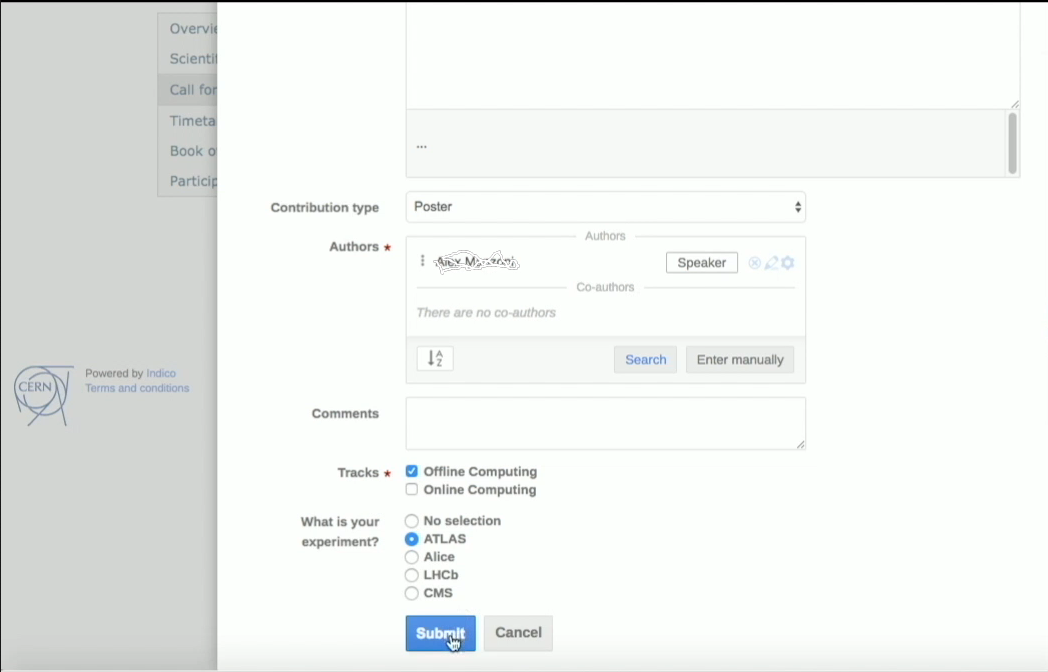 Overvie
Scientif
Call for
Timeta
Book o
Particip
...
Contribution type
Poster
Authors *
Authors
Speaker
Co-authors
There are no co-authors
A
Z
Search
Enter manually
Comments
Tracks *
Offline Computing
Online Computing
What is your
experiment?
No selection
ATLAS
Alice
LHCb
CMS
Submit
Cancel
CERN
Powered by Indico
Terms and conditions